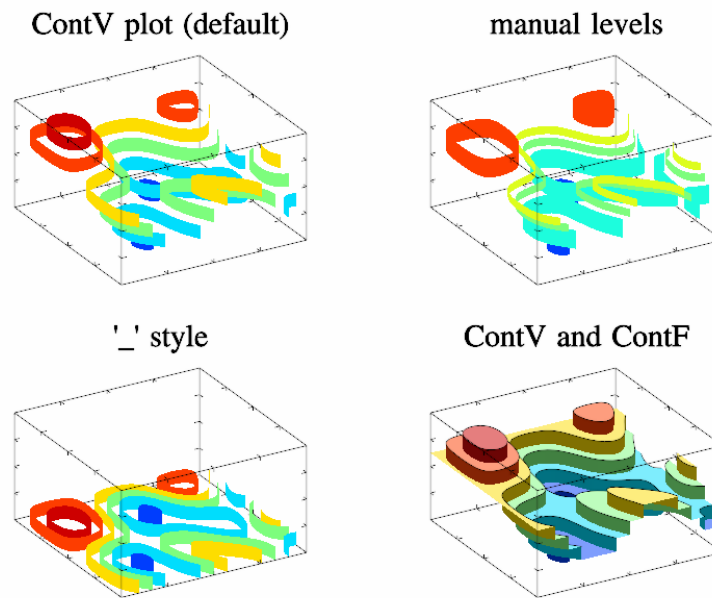 ContV plot (default)
manual levels
'_' style
ContV and ContF